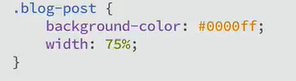 .blog-post {
    background-color: #0000ff;
    width: 75%;
}